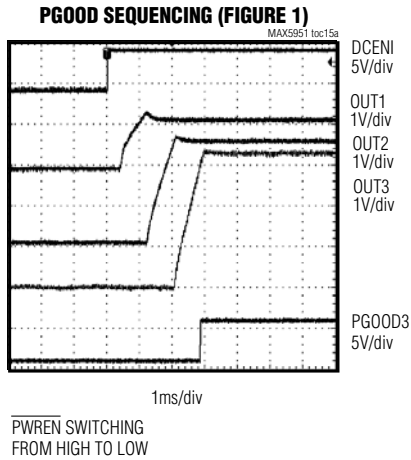 PGOOD SEQUENCING (FIGURE 1)
MAX5951 toc15a
DCENI
5V/div
OUT1
1V/div
OUT2
1V/div
OUT3
1V/div
PGOOD3
5V/div
1ms/div
PWREN SWITCHING
FROM HIGH TO LOW